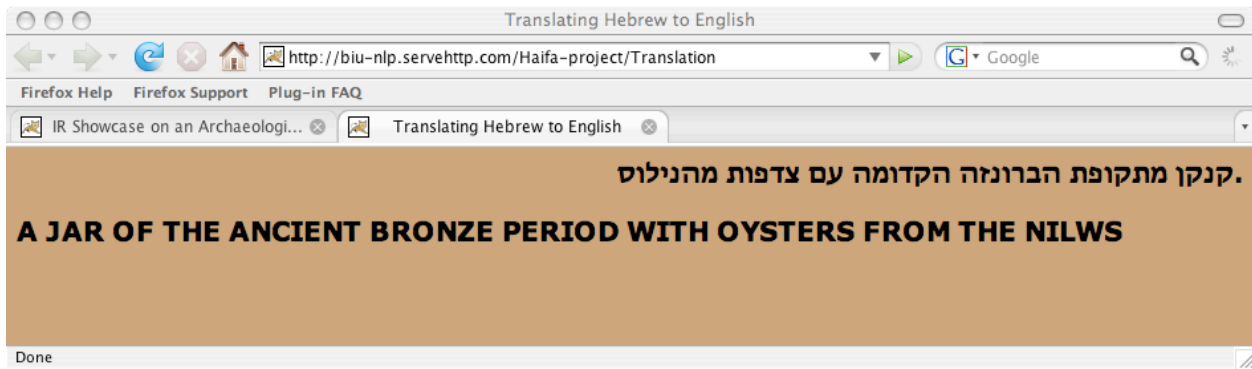 Translating Hebrew to English
http://biu-nlp.servehttp.com/Haifa-project/Translation
G Google
Firefox Help Firefox Support Plug-in FAQ
IR Showcase on an Archaeologi... Translating Hebrew to English
קנקן מתקופת הברונזה הקדומה עם צדפות מהנילוס.
A JAR OF THE ANCIENT BRONZE PERIOD WITH OYSTERS FROM THE NILWS
Done